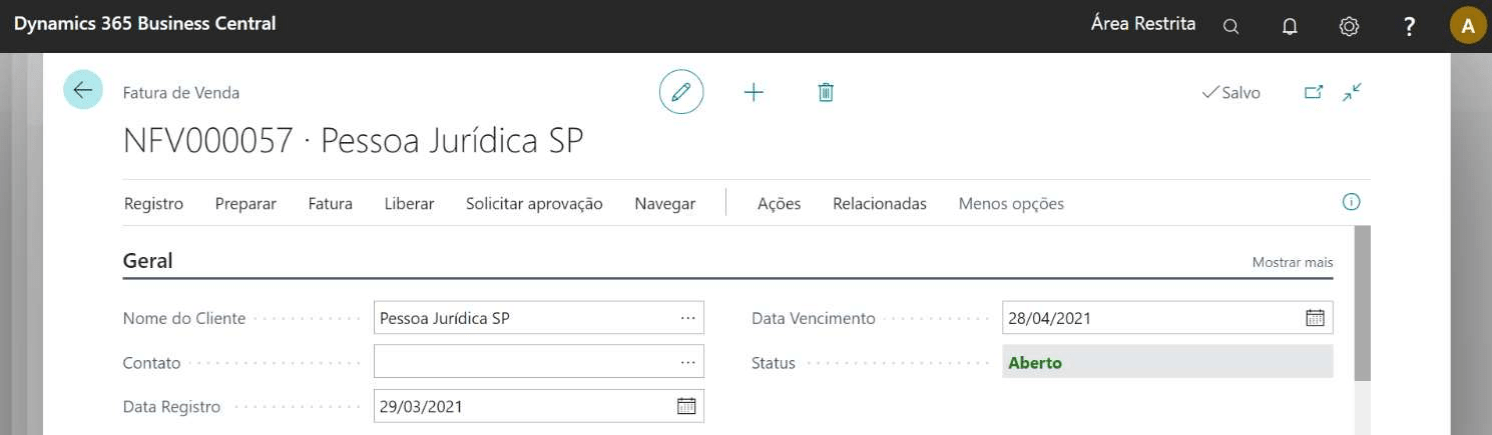 Dynamics 365 Business Central
Área Restrita
?
A
Fatura de Venda
Salvo
NFV000057 · Pessoa Jurídica SP
Registro Preparar Fatura Liberar Solicitar aprovação Navegar Ações Relacionadas Menos opções
Geral
Mostrar mais
Nome do Cliente
Pessoa Jurídica SP
Data Vencimento
28/04/2021
Contato
Status
Aberto
Data Registro
29/03/2021